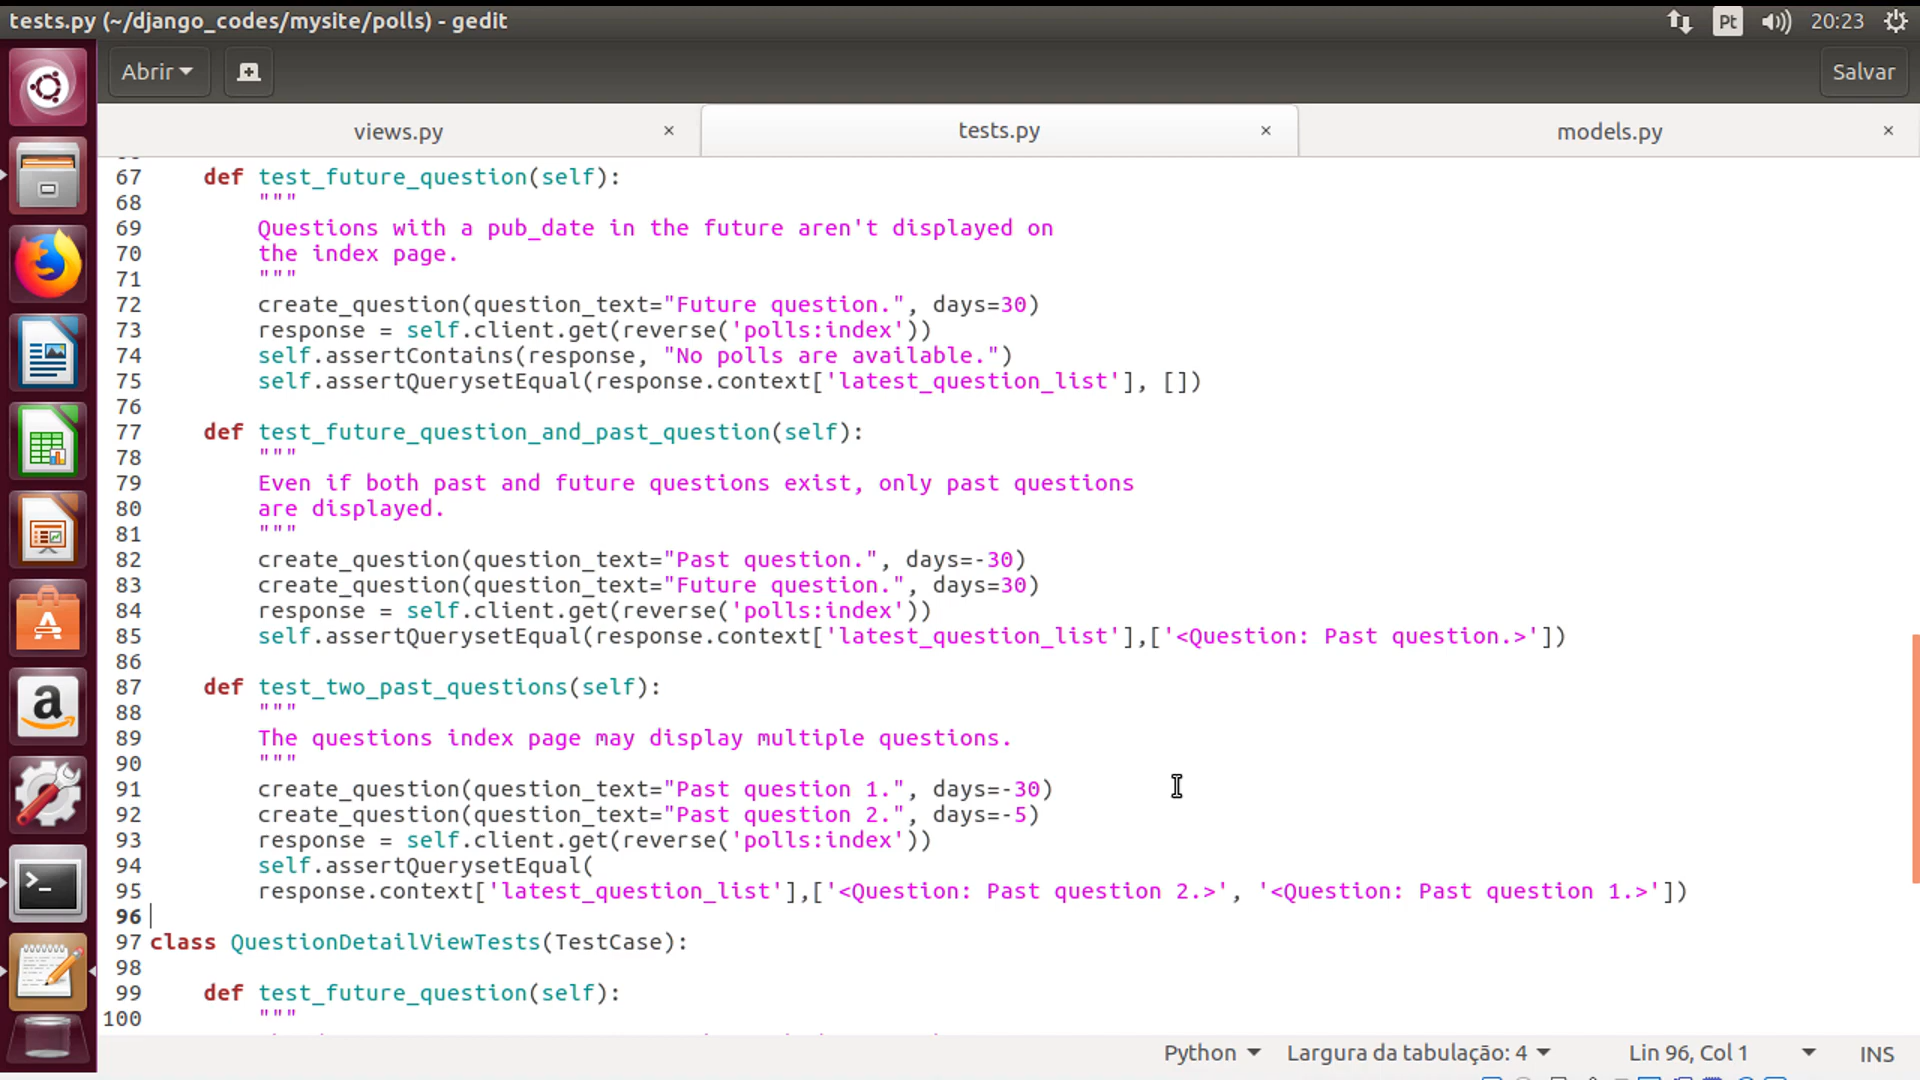 tests.py (~/django_codes/mysite/polls) - gedit
Pt
20:23
Abrir
Salvar
views.py
tests.py
models.py
67 def test_future_question(self):
68 """
69 Questions with a pub_date in the future aren't displayed on
70 the index page.
71 """
72 create_question(question_text="Future question.", days=30)
73 response = self.client.get(reverse('polls:index'))
74 self.assertContains(response, "No polls are available.")
75 self.assertQuerysetEqual(response.context['latest_question_list'], [])
76
77 def test_future_question_and_past_question(self):
78 """
79 Even if both past and future questions exist, only past questions
80 are displayed.
81 """
82 create_question(question_text="Past question.", days=-30)
83 create_question(question_text="Future question.", days=30)
84 response = self.client.get(reverse('polls:index'))
85 self.assertQuerysetEqual(response.context['latest_question_list'],['<Question: Past question.>'])
86
87 def test_two_past_questions(self):
88 """
89 The questions index page may display multiple questions.
90 """
91 create_question(question_text="Past question 1.", days=-30)
92 create_question(question_text="Past question 2.", days=-5)
93 response = self.client.get(reverse('polls:index'))
94 self.assertQuerysetEqual(
95 response.context['latest_question_list'],['<Question: Past question 2.>', '<Question: Past question 1.>'])
96
97 class QuestionDetailViewTests(TestCase):
98
99 def test_future_question(self):
100 """
Python
Largura da tabulação: 4
Lin 96, Col 1
INS